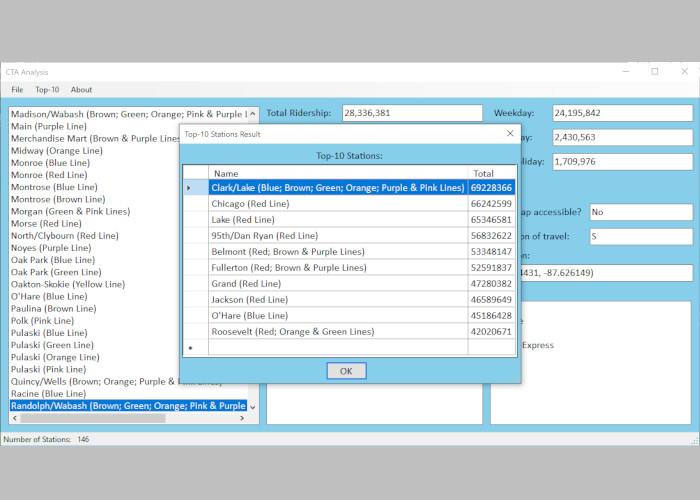 CTA Analysis
File Top-10 About
Madison/Wabash (Brown; Green; Orange; Pink & Purple
Main (Purple Line)
Merchandise Mart (Brown & Purple Lines
Midway (Orange Line)
Monroe (Blue Line)
Monroe (Red Line)
Montrose (Blue Line)
Montrose (Brown Line)
Morgan (Green & Pink Lines)
Morse (Red Line)
North/Clybourn (Red Line)
Noyes (Purple Line)
Oak Park (Blue Line)
Oak Park (Green Line)
Oakton-Skokie (Yellow Line)
O'Hare (Blue Line)
Paulina (Brown Line)
Polk (Pink Line)
Pulaski (Blue Line)
Pulaski (Green Line)
Pulaski (Orange Line)
Pulaski (Pink Line)
Quincy/Wells (Brown; Orange; Purple & Pink
Racine (Blue Line)
Randolph/Wabash (Brown; Green; Orange; Pink & Purple
Total Ridership: 28,336,381
Weekday: 24,195,842
ay: 2,430,563
oliday: 1,709,976
ap accessible? No
on of travel: S
on:
4431, -87.626149)
e
Express
Top-10 Stations Result
Top-10 Stations:
Name Total
Clark/Lake (Blue; Brown; Green; Orange; Purple & Pink Lines) 69228366
Chicago (Red Line) 66242599
Lake (Red Line) 65346581
95th/Dan Ryan (Red Line) 56832622
Belmont (Red; Brown & Purple Lines) 53348147
Fullerton (Red; Brown & Purple Lines) 52591837
Grand (Red Line) 47280382
Jackson (Red Line) 46589649
O'Hare (Blue Line) 45186428
Roosevelt (Red; Orange & Green Lines) 42020671
OK
Number of Stations: 146